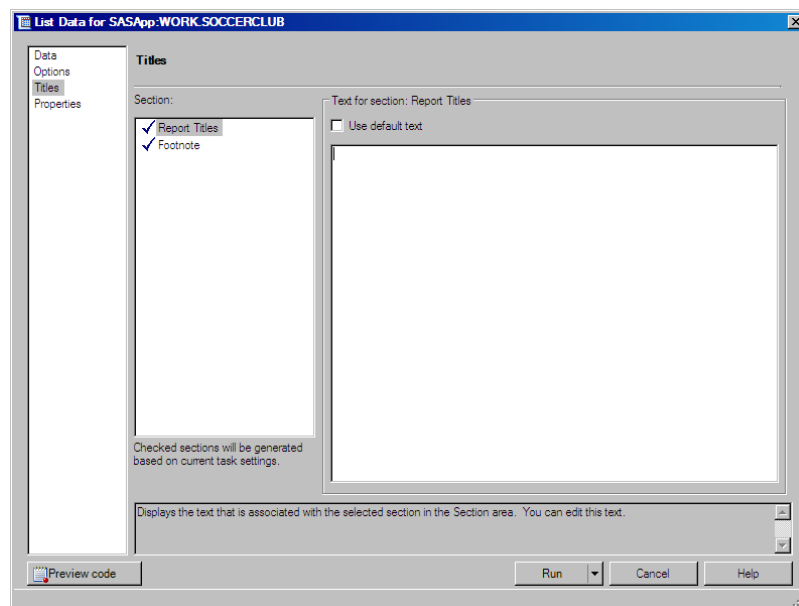 List Data for SASApp:WORK.SOCCERCLUB
Data
Options
Titles
Properties
Titles
Section:
Report Titles
Footnote
Checked sections will be generated
based on current task settings.
Text for section: Report Titles
Use default text
Displays the text that is associated with the selected section in the Section area. You can edit this text.
Preview code
Run
Cancel
Help